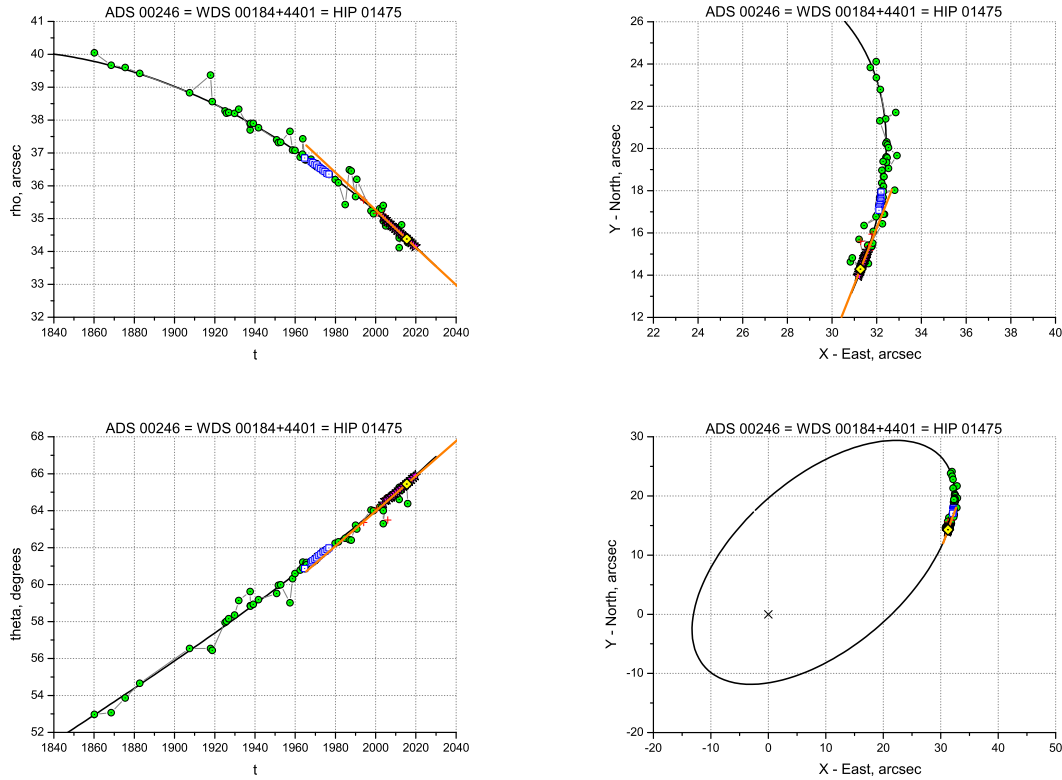 ADS 00246 = WDS 00184+4401 = HIP 01475
41
40
39
38
37
36
35
34
33
32
rho, arcsec
1840 1860 1880 1900 1920 1940 1960 1980 2000 2020 2040
t
ADS 00246 = WDS 00184+4401 = HIP 01475
26
24
22
20
18
16
14
12
Y - North, arcsec
22 24 26 28 30 32 34 36 38 40
X - East, arcsec
ADS 00246 = WDS 00184+4401 = HIP 01475
68
66
64
62
60
58
56
54
52
theta, degrees
1840 1860 1880 1900 1920 1940 1960 1980 2000 2020 2040
t
ADS 00246 = WDS 00184+4401 = HIP 01475
30
20
10
0
-10
-20
Y - North, arcsec
-20 -10 0 10 20 30 40 50
X - East, arcsec